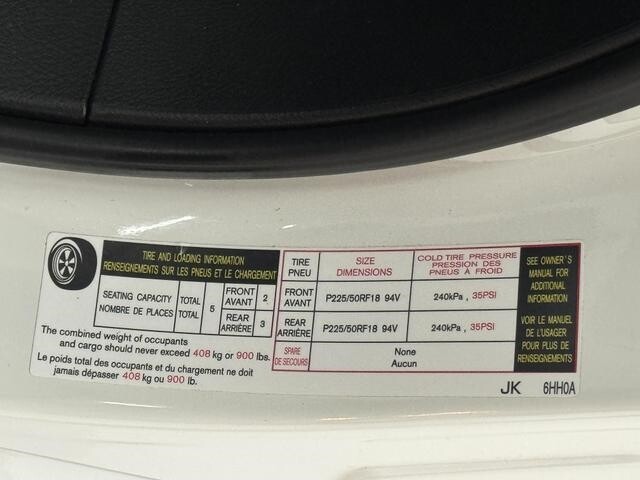 TIRE AND LOADING INFORMATION
RENSEIGNEMENTS SUR LES PNEUS ET LE CHARGEMENT
SEATING CAPACITY
NOMBRE DE PLACES
TOTAL
TOTAL
5
FRONT
AVANT
2
REAR
ARRIÈRE
3
The combined weight of occupants
and cargo should never exceed 408 kg or 900 lbs.
Le poids total des occupants et du chargement ne doit
jamais dépasser 408 kg ou 900 lb.
TIRE
PNEU
SIZE
DIMENSIONS
COLD TIRE PRESSURE
PRESSION DES
PNEUS À FROID
FRONT
AVANT
P225/50RF18 94V
240kPa , 35PSI
REAR
ARRIÈRE
P225/50RF18 94V
240kPa , 35PSI
SPARE
DE SECOURS
None
Aucun
SEE OWNER'S
MANUAL FOR
ADDITIONAL
INFORMATION
VOIR LE MANUEL
DE L'USAGER
POUR PLUS DE
RENSEIGNEMENTS
JK 6HH0A